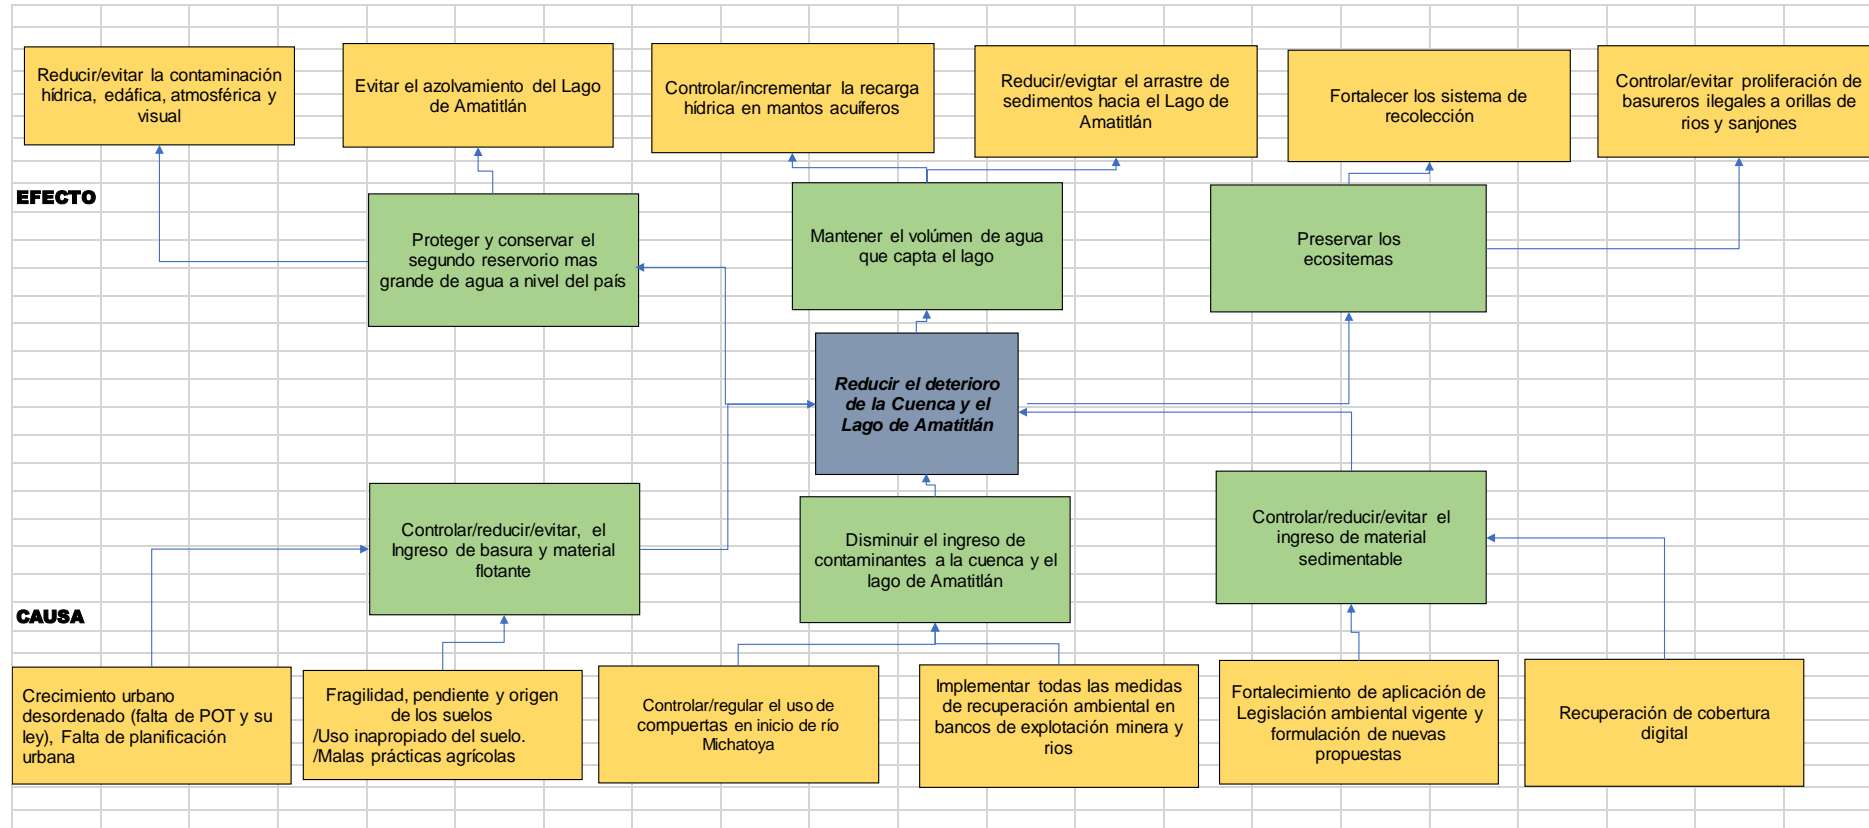 Reducir/evitar la contaminación
hídrica, edáfica, atmosférica y
visual
Evitar el azolvamiento del Lago
de Amatitlán
Controlar/incrementar la recarga
hídrica en mantos acuíferos
Reducir/evigtar el arrastre de
sedimentos hacia el Lago de
Amatitlán
Fortalecer los sistema de
recolección
Controlar/evitar proliferación de
basureros ilegales a orillas de
rios y sanjones
EFECTO
Proteger y conservar el
segundo reservorio mas
grande de agua a nivel del país
Mantener el volúmen de agua
que capta el lago
Preservar los
ecositemas
Reducir el deterioro
de la Cuenca y el
Lago de Amatitlán
Controlar/reducir/evitar, el
Ingreso de basura y material
flotante
Disminuir el ingreso de
contaminantes a la cuenca y el
lago de Amatitlán
Controlar/reducir/evitar el
ingreso de material
sedimentable
CAUSA
Crecimiento urbano
desordenado (falta de POT y su
ley), Falta de planificación
urbana
Fragilidad, pendiente y origen
de los suelos
/Uso inapropiado del suelo.
/Malas prácticas agrícolas
Controlar/regular el uso de
compuertas en inicio de río
Michatoya
Implementar todas las medidas
de recuperación ambiental en
bancos de explotación minera y
rios
Fortalecimiento de aplicación de
Legislación ambiental vigente y
formulación de nuevas
propuestas
Recuperación de cobertura
digital